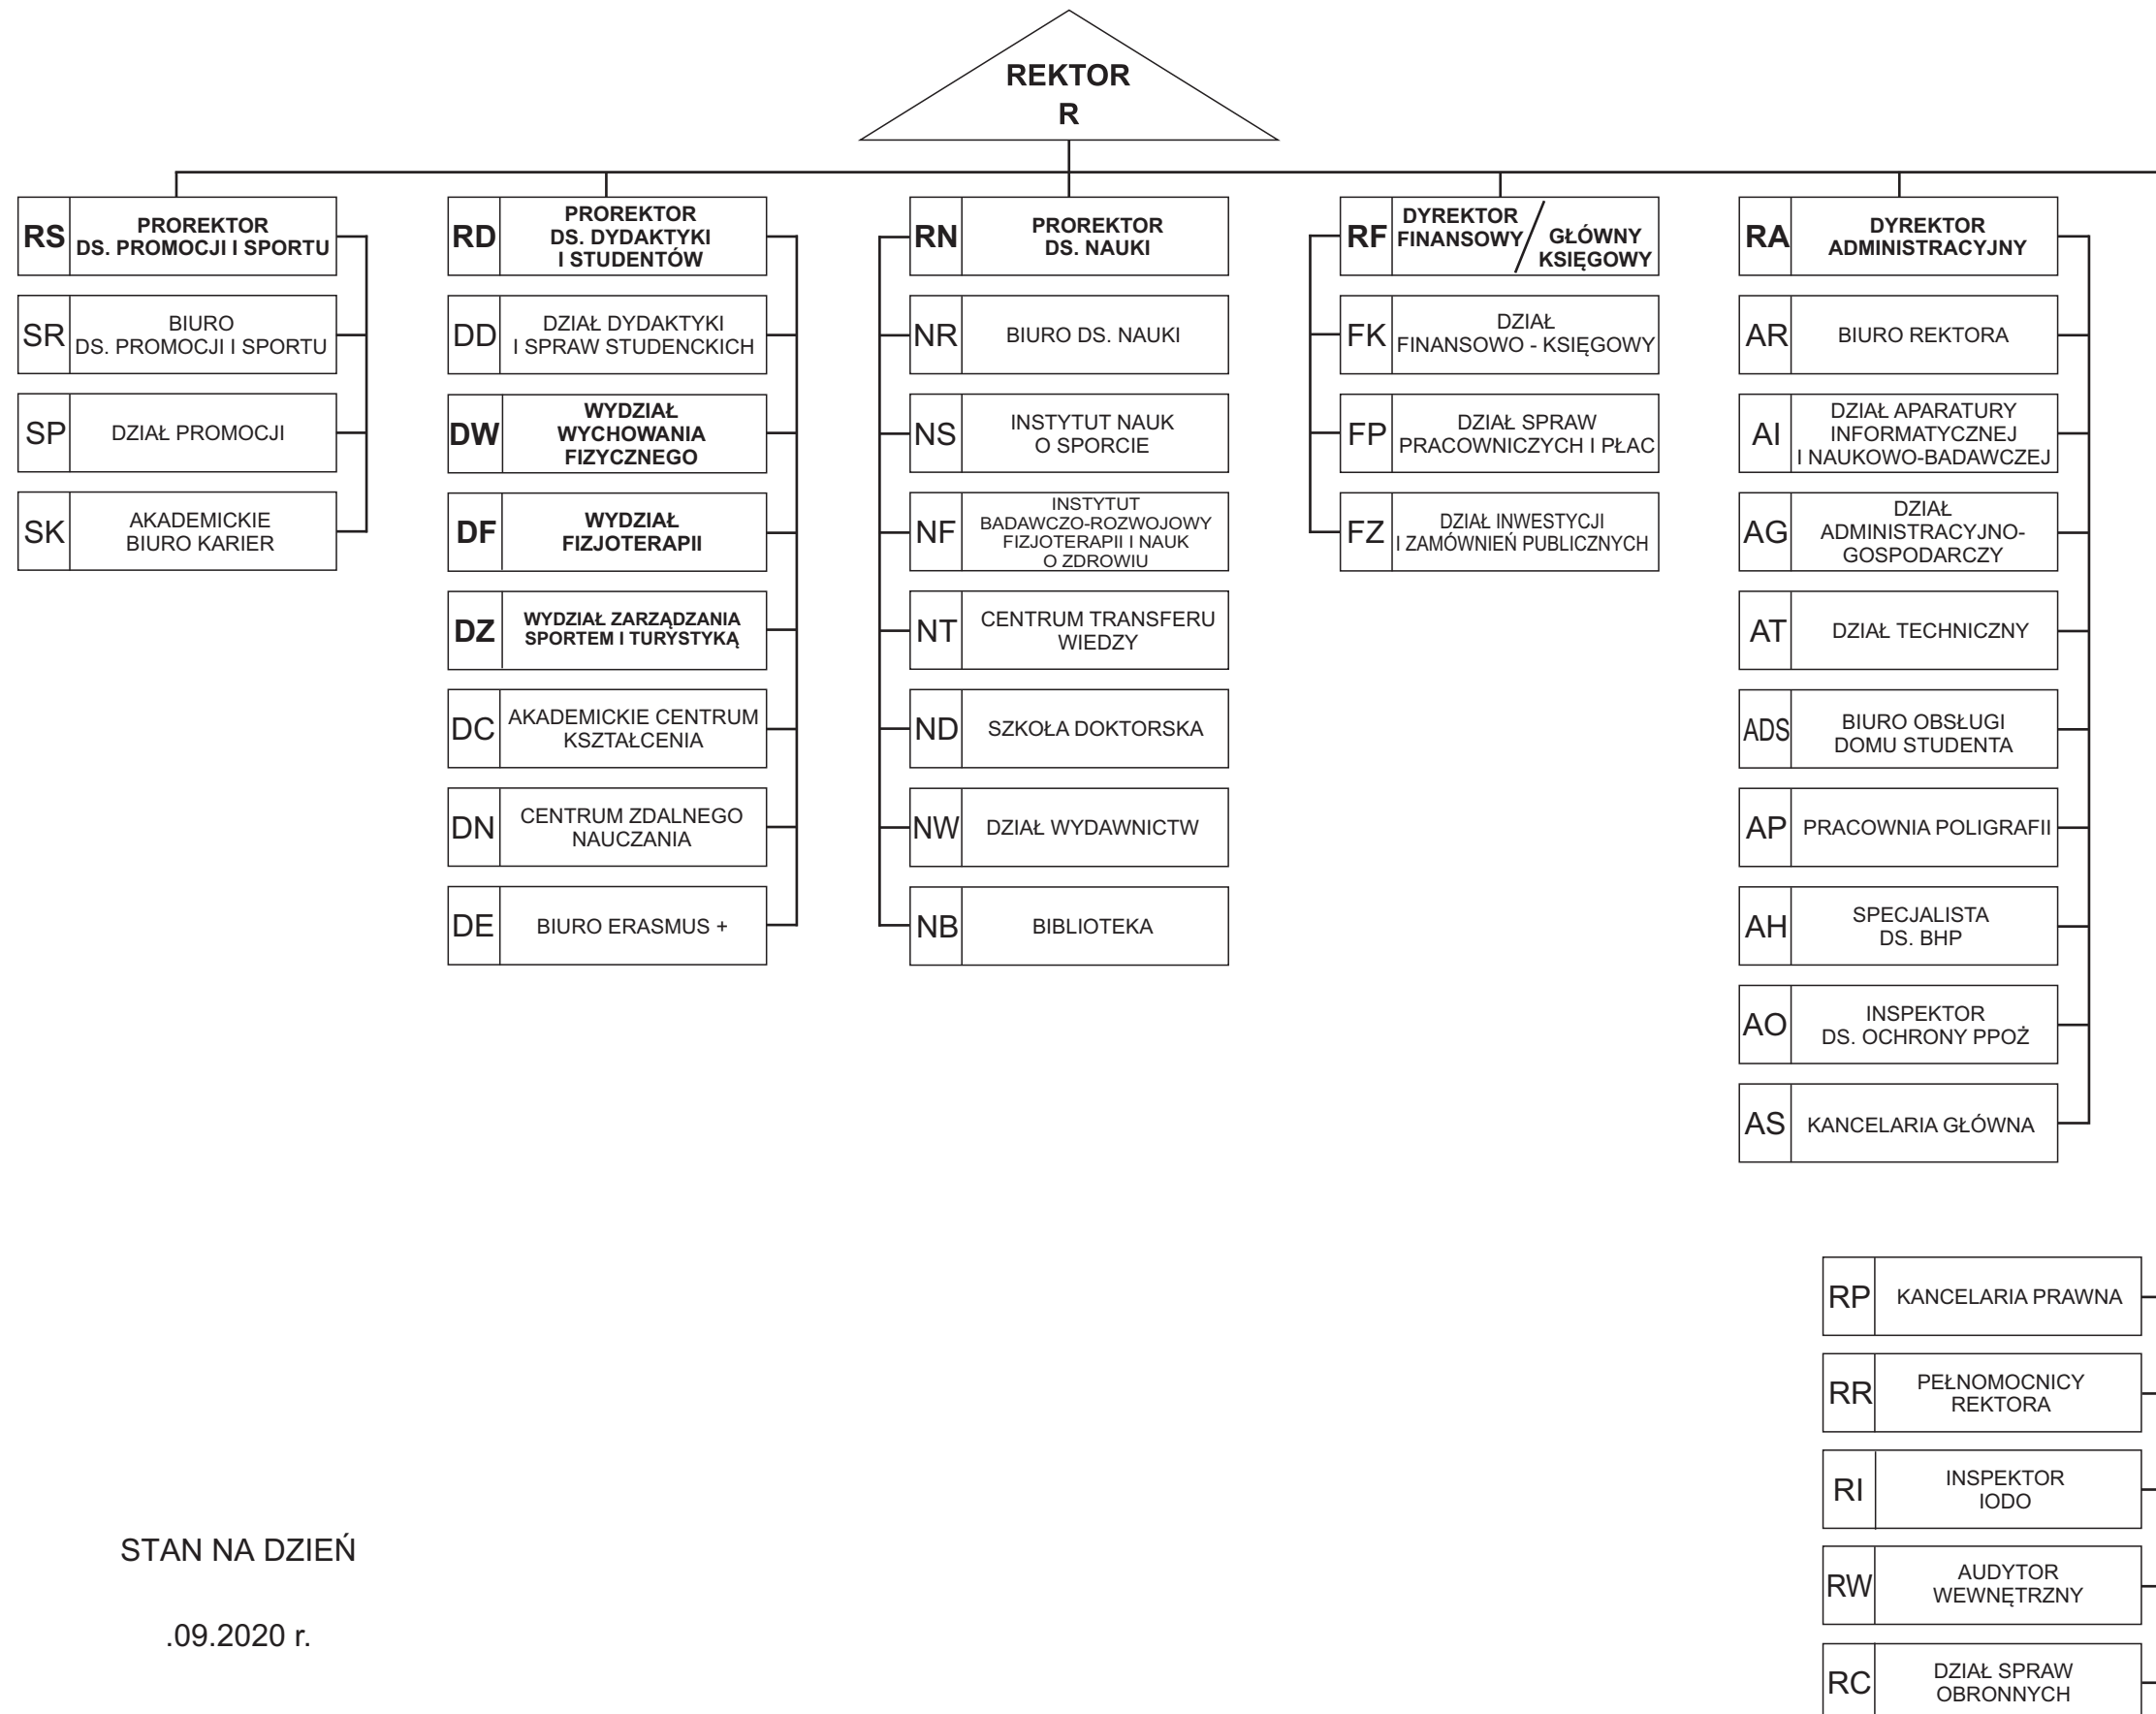 REKTOR
R
RS
PROREKTOR
DS. PROMOCJI I SPORTU
SR
BIURO
DS. PROMOCJI I SPORTU
SP
DZIAŁ PROMOCJI
SK
AKADEMICKIE
BIURO KARIER
RD
PROREKTOR
DS. DYDAKTYKI
I STUDENTÓW
DD
DZIAŁ DYDAKTYKI
I SPRAW STUDENCKICH
DW
WYDZIAŁ
WYCHOWANIA
FIZYCZNEGO
DF
WYDZIAŁ
FIZJOTERAPII
DZ
WYDZIAŁ ZARZĄDZANIA
SPORTEM I TURYSTYKĄ
DC
AKADEMICKIE CENTRUM
KSZTAŁCENIA
DN
CENTRUM ZDALNEGO
NAUCZANIA
DE
BIURO ERASMUS +
RN
PROREKTOR
DS. NAUKI
NR
BIURO DS. NAUKI
NS
INSTYTUT NAUK
O SPORCIE
NF
INSTYTUT
BADAWCZO-ROZWOJOWY
FIZJOTERAPII I NAUK
O ZDROWIU
NT
CENTRUM TRANSFERU
WIEDZY
ND
SZKOŁA DOKTORSKA
NW
DZIAŁ WYDAWNICTW
NB
BIBLIOTEKA
RF
DYREKTOR
FINANSOWY /
GŁÓWNY
KSIĘGOWY
FK
DZIAŁ
FINANSOWO - KSIĘGOWY
FP
DZIAŁ SPRAW
PRACOWNICZYCH I PŁAC
FZ
DZIAŁ INWESTYCJI
I ZAMÓWNIEŃ PUBLICZNYCH
RA
DYREKTOR
ADMINISTRACYJNY
AR
BIURO REKTORA
AI
DZIAŁ APARATURY
INFORMATYCZNEJ
I NAUKOWO-BADAWCZEJ
AG
DZIAŁ
ADMINISTRACYJNO-
GOSPODARCZY
AT
DZIAŁ TECHNICZNY
ADS
BIURO OBSŁUGI
DOMU STUDENTA
AP
PRACOWNIA POLIGRAFII
AH
SPECJALISTA
DS. BHP
AO
INSPEKTOR
DS. OCHRONY PPOŻ
AS
KANCELARIA GŁÓWNA
RP
KANCELARIA PRAWNA
RR
PEŁNOMOCNICY
REKTORA
RI
INSPEKTOR
IODO
RW
AUDYTOR
WEWNĘTRZNY
RC
DZIAŁ SPRAW
OBRONNYCH
STAN NA DZIEŃ
.09.2020 r.